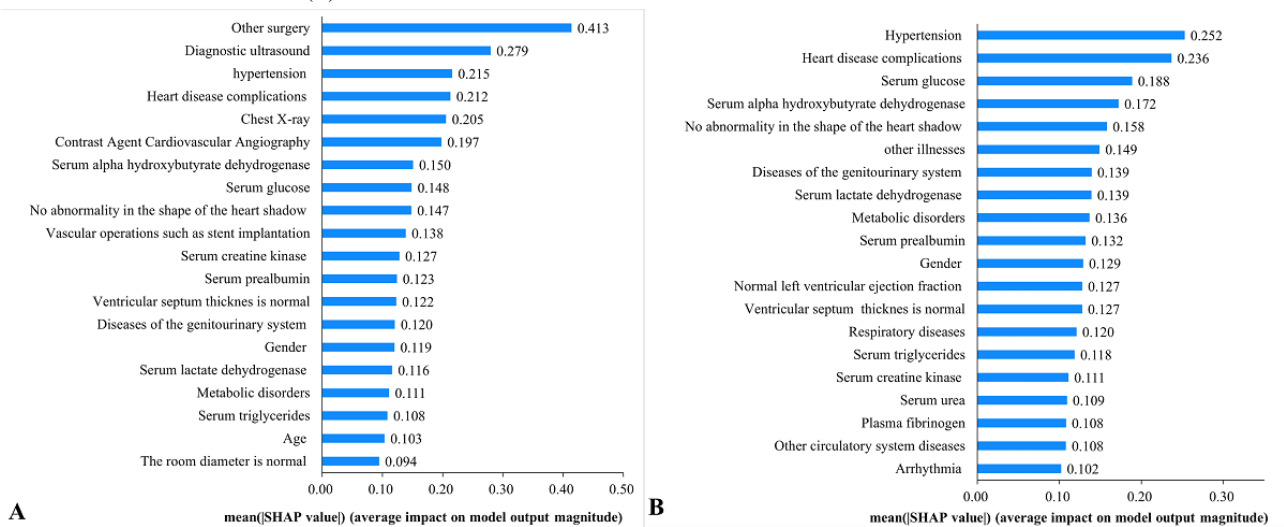 Other surgery 0.413
Diagnostic ultrasound 0.279
hypertension 0.215
Heart disease complications 0.212
Chest X-ray 0.205
Contrast Agent Cardiovascular Angiography 0.197
Serum alpha hydroxybutyrate dehydrogenase 0.150
Serum glucose 0.148
No abnormality in the shape of the heart shadow 0.147
Vascular operations such as stent implantation 0.138
Serum creatine kinase 0.127
Serum prealbumin 0.123
Ventricular septum thicknes is normal 0.122
Diseases of the genitourinary system 0.120
Gender 0.119
Serum lactate dehydrogenase 0.116
Metabolic disorders 0.111
Serum triglycerides 0.108
Age 0.103
The room diameter is normal 0.094
0.00 0.10 0.20 0.30 0.40 0.50
A
mean(|SHAP value|) (average impact on model output magnitude)
Hypertension 0.252
Heart disease complications 0.236
Serum glucose 0.188
Serum alpha hydroxybutyrate dehydrogenase 0.172
No abnormality in the shape of the heart shadow 0.158
other illnesses 0.149
Diseases of the genitourinary system 0.139
Serum lactate dehydrogenase 0.139
Metabolic disorders 0.136
Serum prealbumin 0.132
Gender 0.129
Normal left ventricular ejection fraction 0.127
Ventricular septum thicknes is normal 0.127
Respiratory diseases 0.120
Serum triglycerides 0.118
Serum creatine kinase 0.111
Serum urea 0.109
Plasma fibrinogen 0.108
Other circulatory system diseases 0.108
Arrhythmia 0.102
0.00 0.10 0.20 0.30
B
mean(|SHAP value|) (average impact on model output magnitude)